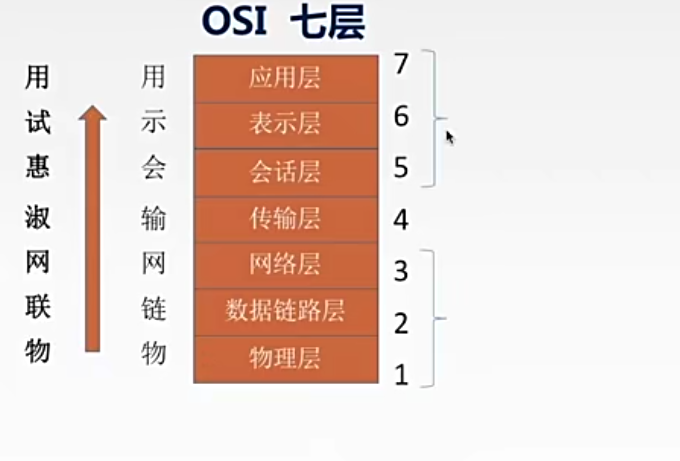 OSI 七层
用 用 应用层 7
试 示 表示层 6
惠 会 会话层 5
淑 输 传输层 4
网 网 网络层 3
联 链 数据链路层 2
物 物 物理层 1